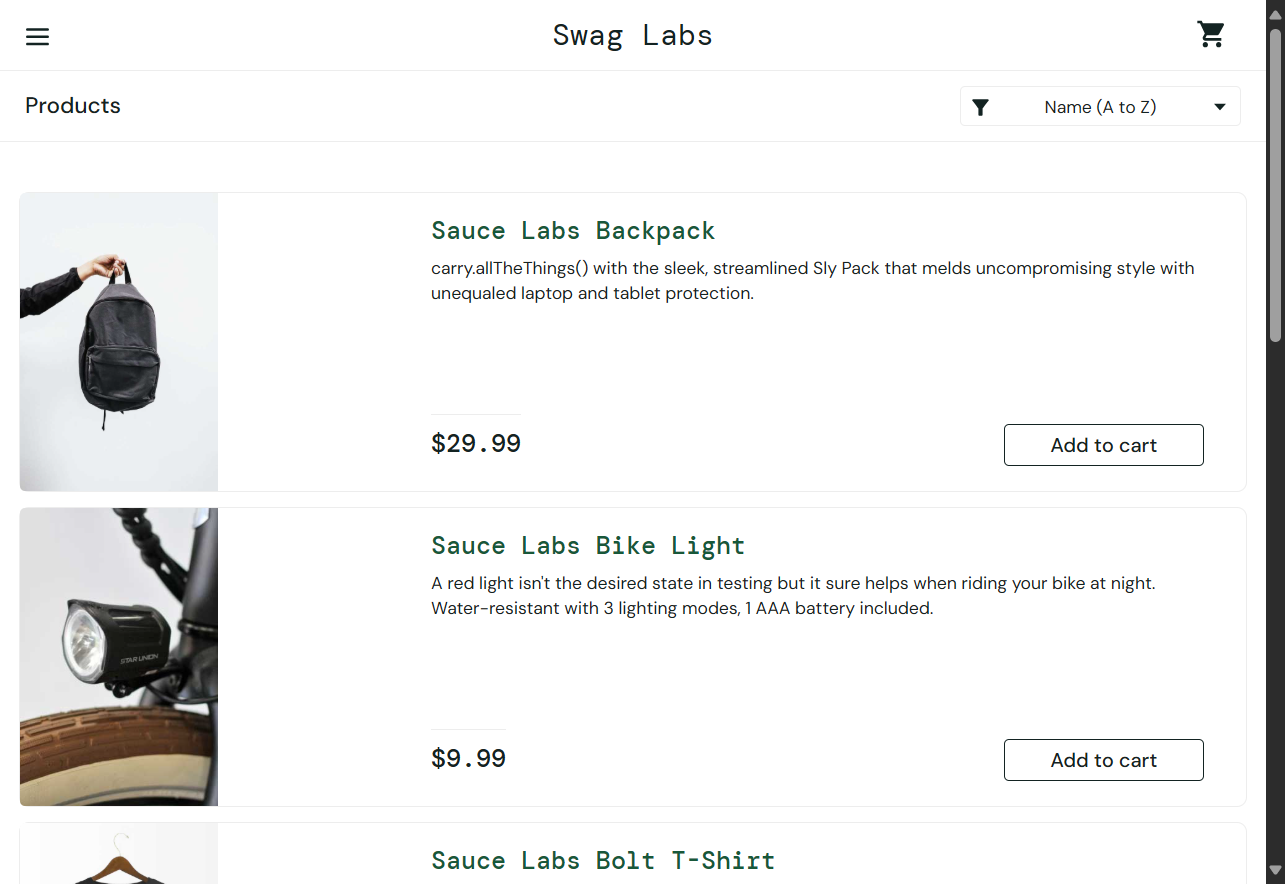 Swag Labs
Products
Name (A to Z)
Sauce Labs Backpack
carry.allTheThings() with the sleek, streamlined Sly Pack that melds uncompromising style with
unequaled laptop and tablet protection.
$29.99
Add to cart
Sauce Labs Bike Light
A red light isn't the desired state in testing but it sure helps when riding your bike at night.
Water-resistant with 3 lighting modes, 1 AAA battery included.
STAR UNION
$9.99
Add to cart
Sauce Labs Bolt T-Shirt